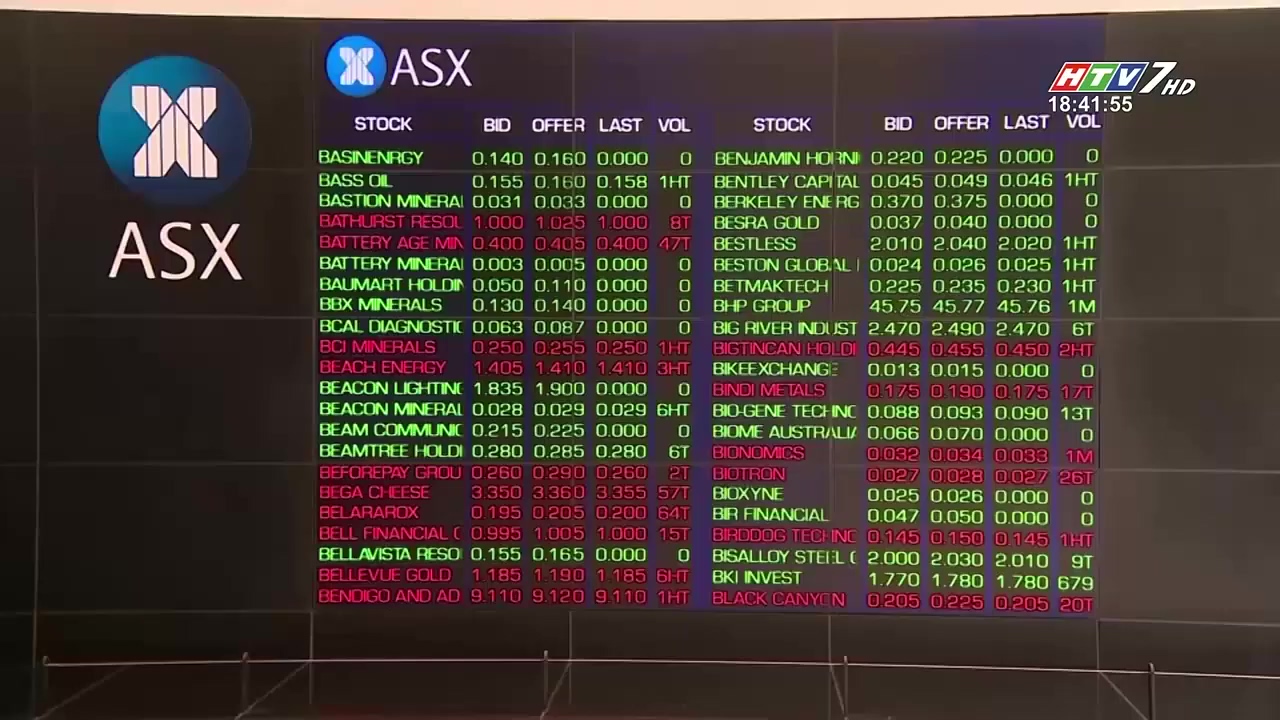 ASX
ASX
HTV7 HD
18:41:55
STOCK BID OFFER LAST VOL
BASINENRGY 0.140 0.160 0.000 0
BASS OIL 0.155 0.160 0.158 1HT
BASTION MINERA 0.031 0.033 0.000 0
BATHURST RESOU 1.000 1.025 1.000 8T
BATTERY AGE MIN 0.400 0.405 0.400 47T
BATTERY MINERA 0.003 0.005 0.000 0
BAUMART HOLDIN 0.050 0.110 0.000 0
BBX MINERALS 0.130 0.140 0.000 0
BCAL DIAGNOSTIC 0.063 0.087 0.000 0
BCI MINERALS 0.250 0.255 0.250 1HT
BEACH ENERGY 1.405 1.410 1.410 3HT
BEACON LIGHTING 1.835 1.900 0.000 0
BEACON MINERAL 0.028 0.029 0.029 6HT
BEAM COMMUNIC 0.215 0.225 0.000 0
BEAMTREE HOLDI 0.280 0.285 0.280 6T
BEFOREPAY GROU 0.260 0.290 0.260 2T
BEGA CHEESE 3.350 3.360 3.355 57T
BELARAROX 0.195 0.205 0.200 64T
BELL FINANCIAL G 0.995 1.005 1.000 15T
BELLAVISTA RESO 0.155 0.165 0.000 0
BELLEVUE GOLD 1.185 1.190 1.185 6HT
BENDIGO AND AD 9.110 9.120 9.110 1HT
STOCK BID OFFER LAST VOL
BENJAMIN HORNI 0.220 0.225 0.000 0
BENTLEY CAPITAL 0.045 0.049 0.046 1HT
BERKELEY ENERG 0.370 0.375 0.000 0
BESRA GOLD 0.037 0.040 0.000 0
BESTLESS 2.010 2.040 2.020 1HT
BESTON GLOBAL 0.024 0.026 0.025 1HT
BETMAKTECH 0.225 0.235 0.230 1HT
BHP GROUP 45.75 45.77 45.76 1M
BIG RIVER INDUST 2.470 2.490 2.470 6T
BIGTINCAN HOLDI 0.445 0.455 0.450 2HT
BIKEEXCHANGE 0.013 0.015 0.000 0
BINDI METALS 0.175 0.190 0.175 17T
BIO-GENE TECHNO 0.088 0.093 0.090 13T
BIOME AUSTRALIA 0.066 0.070 0.000 0
BIONOMICS 0.032 0.034 0.033 1M
BIOTRON 0.027 0.028 0.027 26T
BIOXYNE 0.025 0.026 0.000 0
BIR FINANCIAL 0.047 0.050 0.000 0
BIRDDOG TECHNO 0.145 0.150 0.145 1HT
BISALLOY STEEL G 2.000 2.030 2.010 9T
BKI INVEST 1.770 1.780 1.780 679
BLACK CANYON 0.205 0.225 0.205 20T